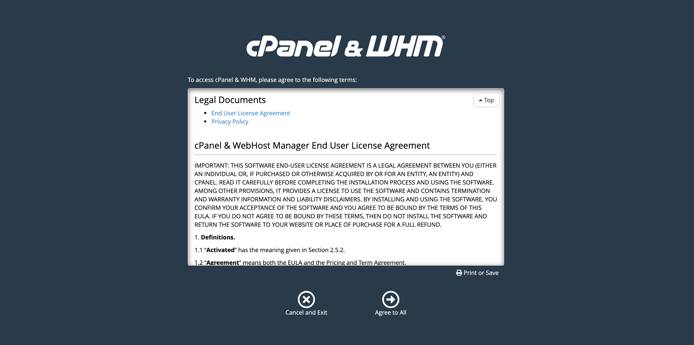 cPanel & WHM®
To access cPanel & WHM, please agree to the following terms:
Legal Documents
Top
End User License Agreement
Privacy Policy
cPanel & WebHost Manager End User License Agreement
IMPORTANT: THIS SOFTWARE END-USER LICENSE AGREEMENT IS A LEGAL AGREEMENT BETWEEN YOU (EITHER
AN INDIVIDUAL OR, IF PURCHASED OR OTHERWISE ACQUIRED BY OR FOR AN ENTITY, AN ENTITY) AND
CPANEL. READ IT CAREFULLY BEFORE COMPLETING THE INSTALLATION PROCESS AND USING THE SOFTWARE.
AMONG OTHER PROVISIONS, IT PROVIDES A LICENSE TO USE THE SOFTWARE AND CONTAINS TERMINATION
AND WARRANTY INFORMATION AND LIABILITY DISCLAIMERS. BY INSTALLING AND USING THE SOFTWARE, YOU
CONFIRM YOUR ACCEPTANCE OF THE SOFTWARE AND YOU AGREE TO BE BOUND BY THE TERMS OF THIS
EULA. IF YOU DO NOT AGREE TO BE BOUND BY THESE TERMS, THEN DO NOT INSTALL THE SOFTWARE AND
RETURN THE SOFTWARE TO YOUR WEBSITE OR PLACE OF PURCHASE FOR A FULL REFUND.
1. Definitions.
1.1 "Activated" has the meaning given in Section 2.5.2.
1.2 "Agreement" means both the EULA and the Pricing and Term Agreement.
Print or Save
Cancel and Exit
Agree to All